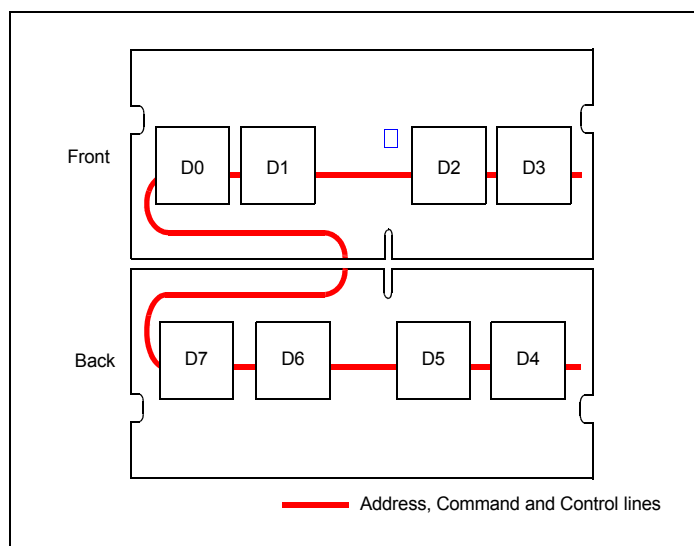 Front
D0
D1
D2
D3
Back
D7
D6
D5
D4
Address, Command and Control lines